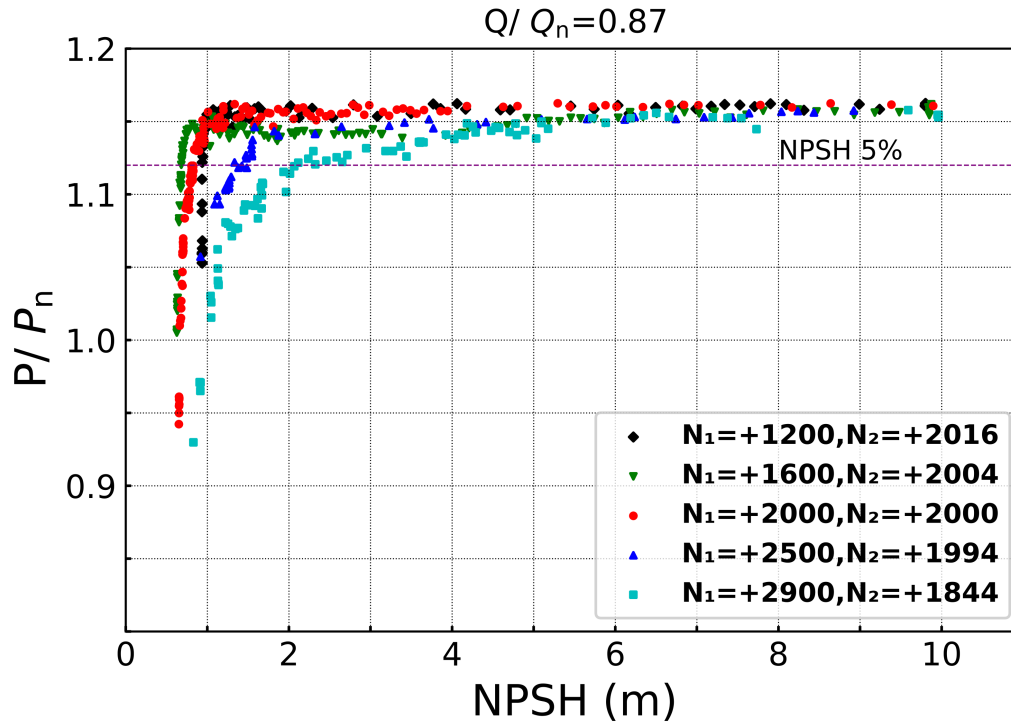 Q/ Qₙ=0.87
1.2
1.1
1.0
0.9
P/ Pₙ
NPSH 5%
N₁=+1200,N₂=+2016
N₁=+1600,N₂=+2004
N₁=+2000,N₂=+2000
N₁=+2500,N₂=+1994
N₁=+2900,N₂=+1844
0 2 4 6 8 10
NPSH (m)